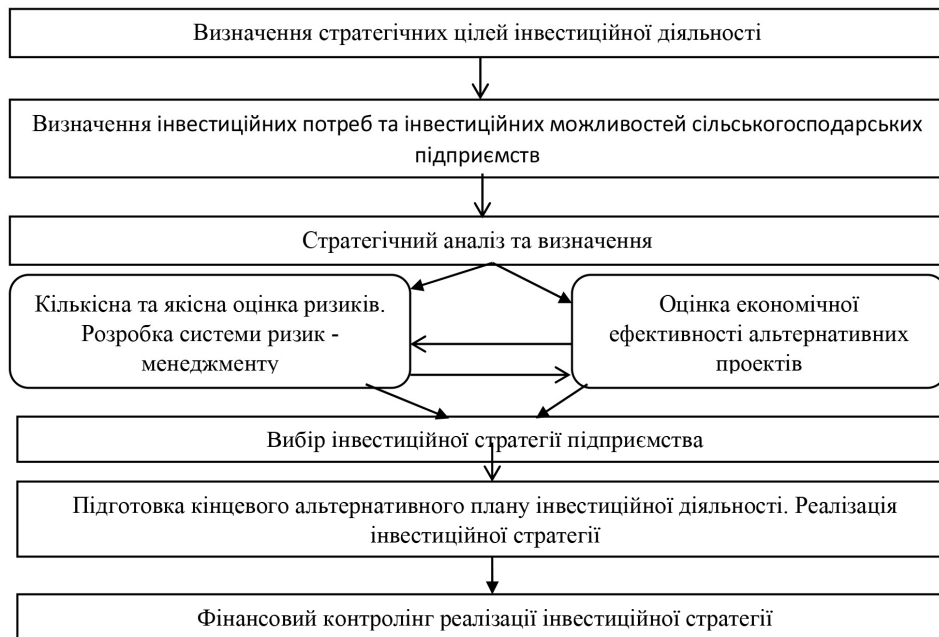 Визначення стратегічних цілей інвестиційної діяльності
Визначення інвестиційних потреб та інвестиційних можливостей сільськогосподарських
підприємств
Стратегічний аналіз та визначення
Кількісна та якісна оцінка ризиків.
Розробка системи ризик -
менеджменту
Оцінка економічної
ефективності альтернативних
проектів
Вибір інвестиційної стратегії підприємства
Підготовка кінцевого альтернативного плану інвестиційної діяльності. Реалізація
інвестиційної стратегії
Фінансовий контролінг реалізації інвестиційної стратегії